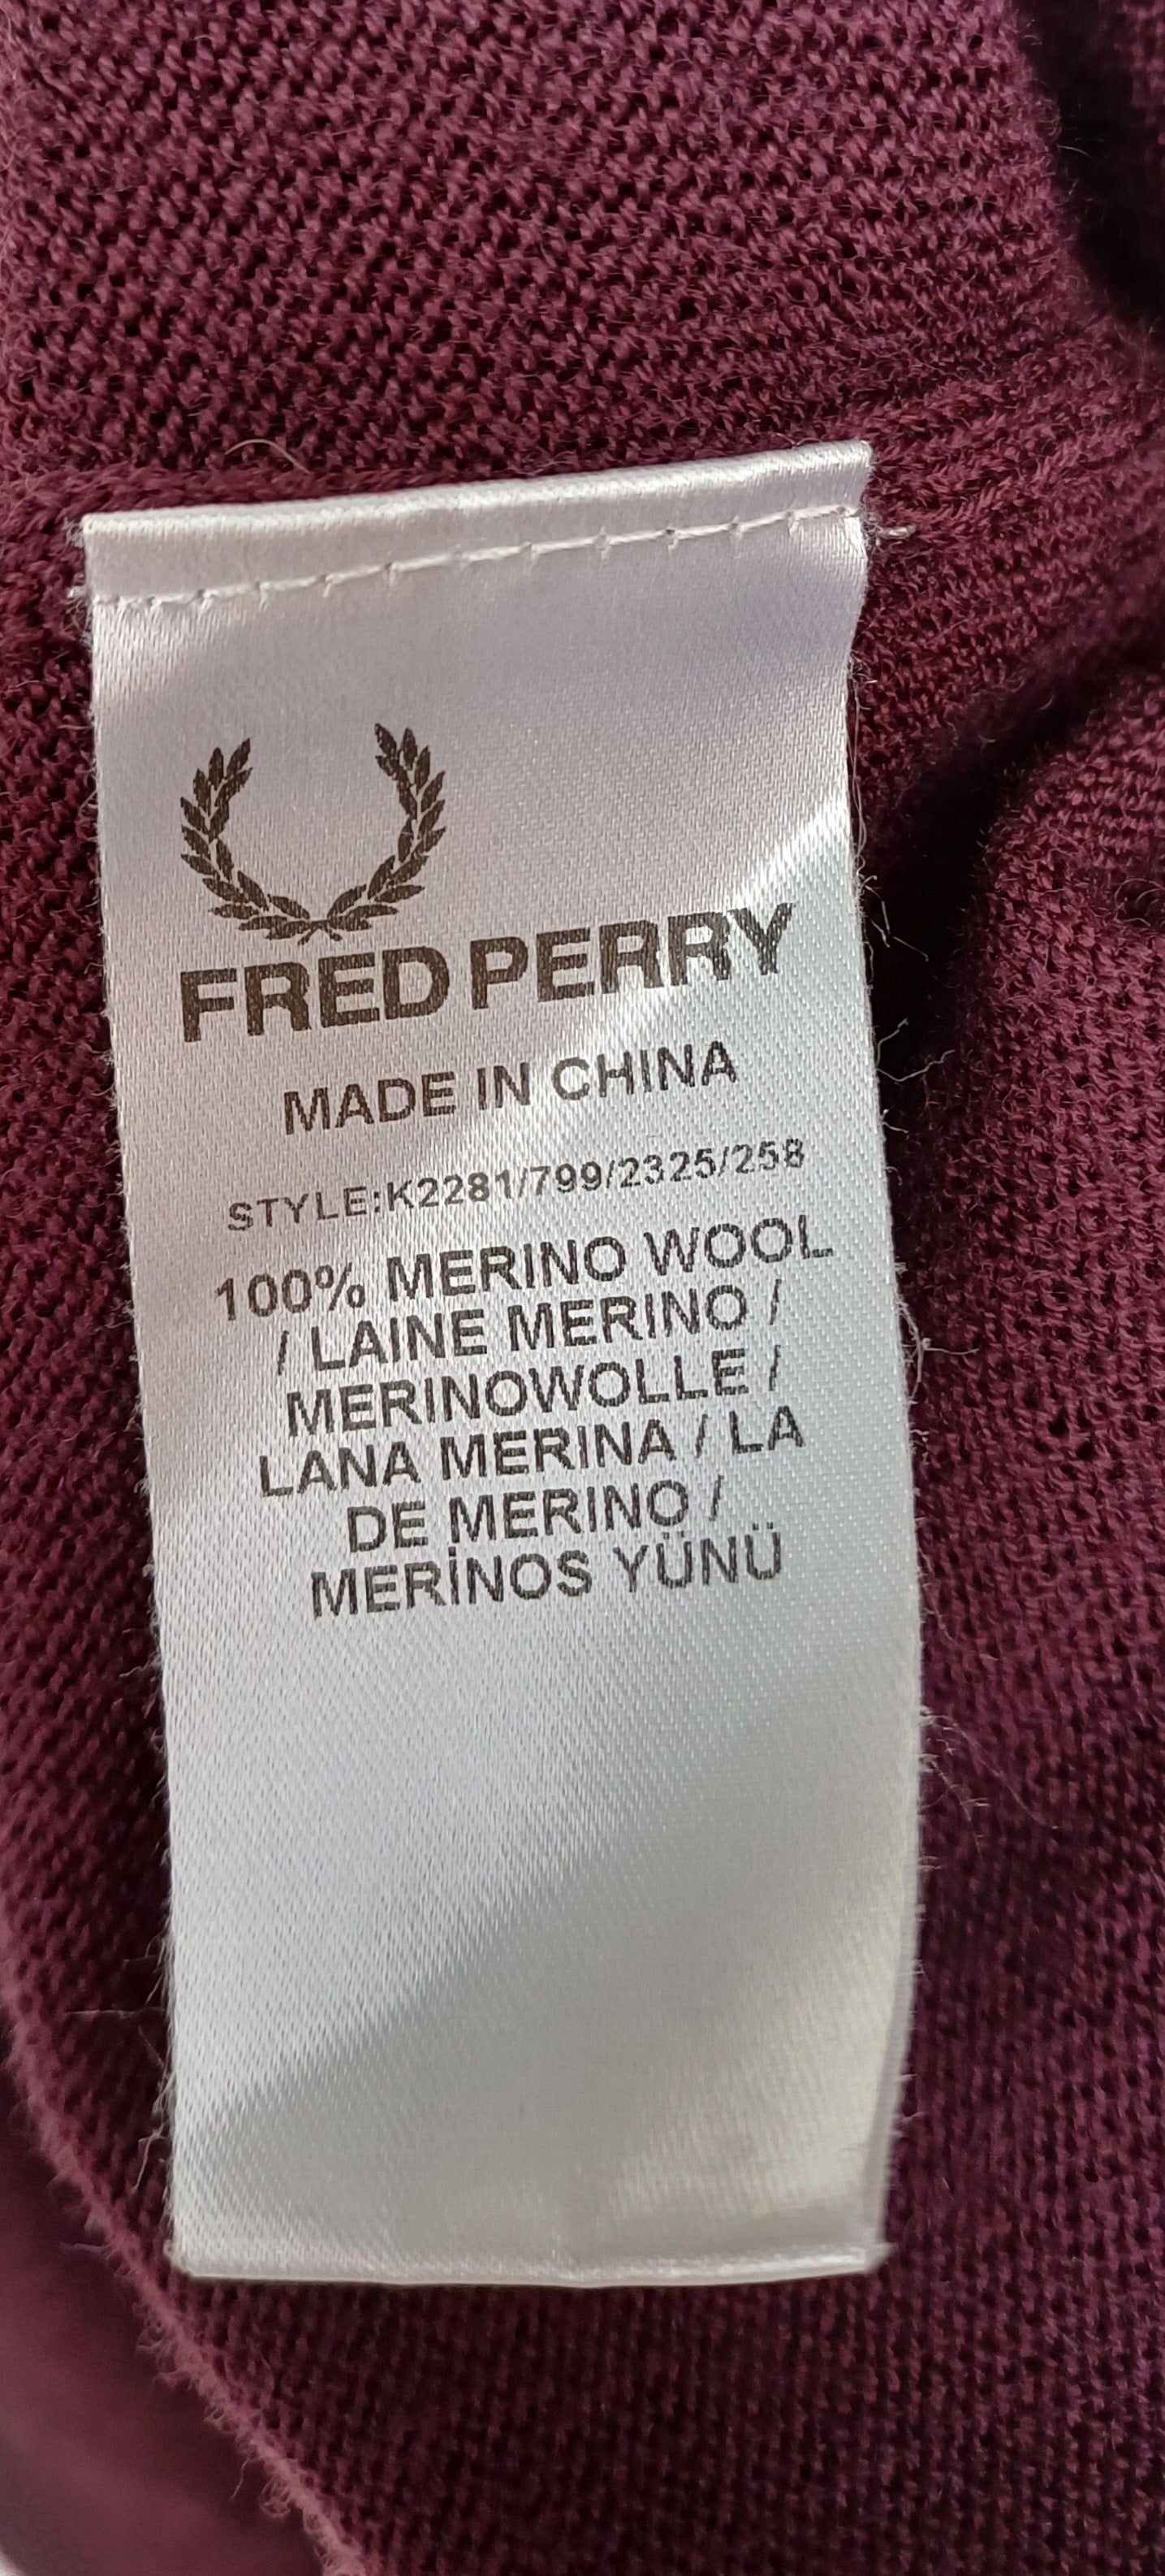 FRED PERRY
MADE IN CHINA
STYLE:K2281/799/2325/258
100% MERINO WOOL
/ LAINE MERINO /
MERINOWOLLE /
LANA MERINA / LA
DE MERINO /
MERİNOS YÜNÜ